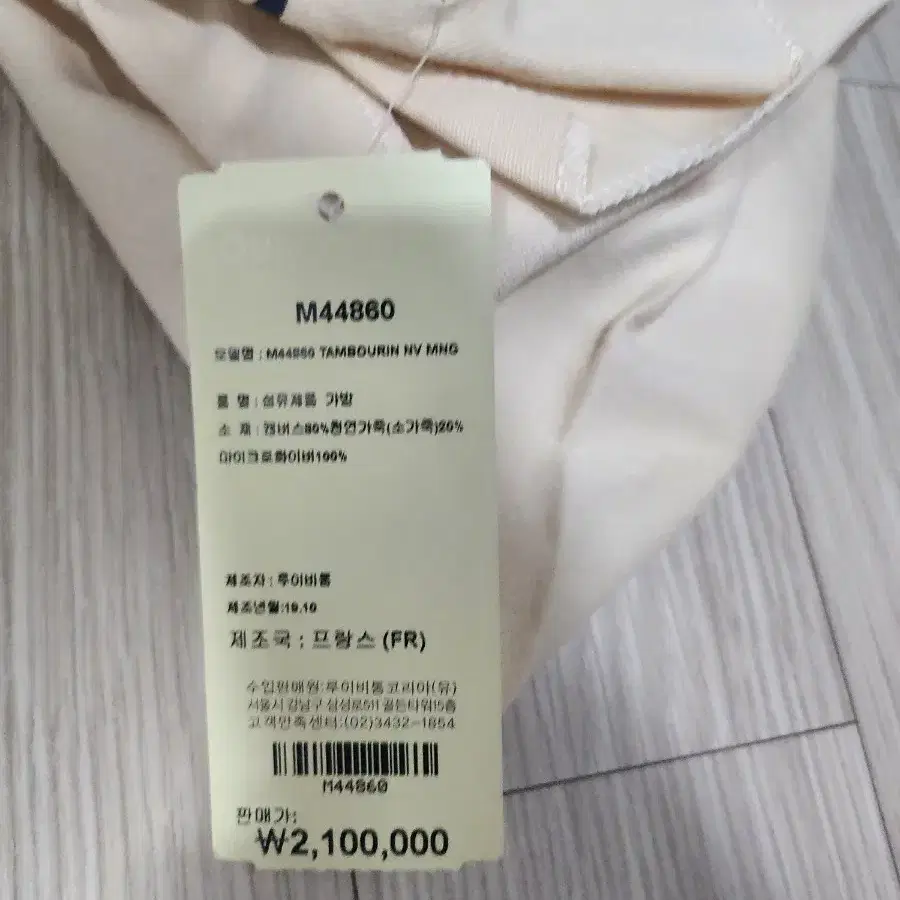 M44860
모델명 : M44860 TAMBOURIN NV MNG
품 명 : 섬유제품 가방
소 재 : 캔버스80%천연가죽(소가죽)20%
마이크로화이버100%
제조자 : 루이비통
제조년월:19.10
제조국 : 프랑스 (FR)
수입판매원:루이비통코리아(유)
서울시 강남구 삼성로511 골든타워15층
고객만족센터:(02)3432-1854
M44860
판매가:
₩2,100,000